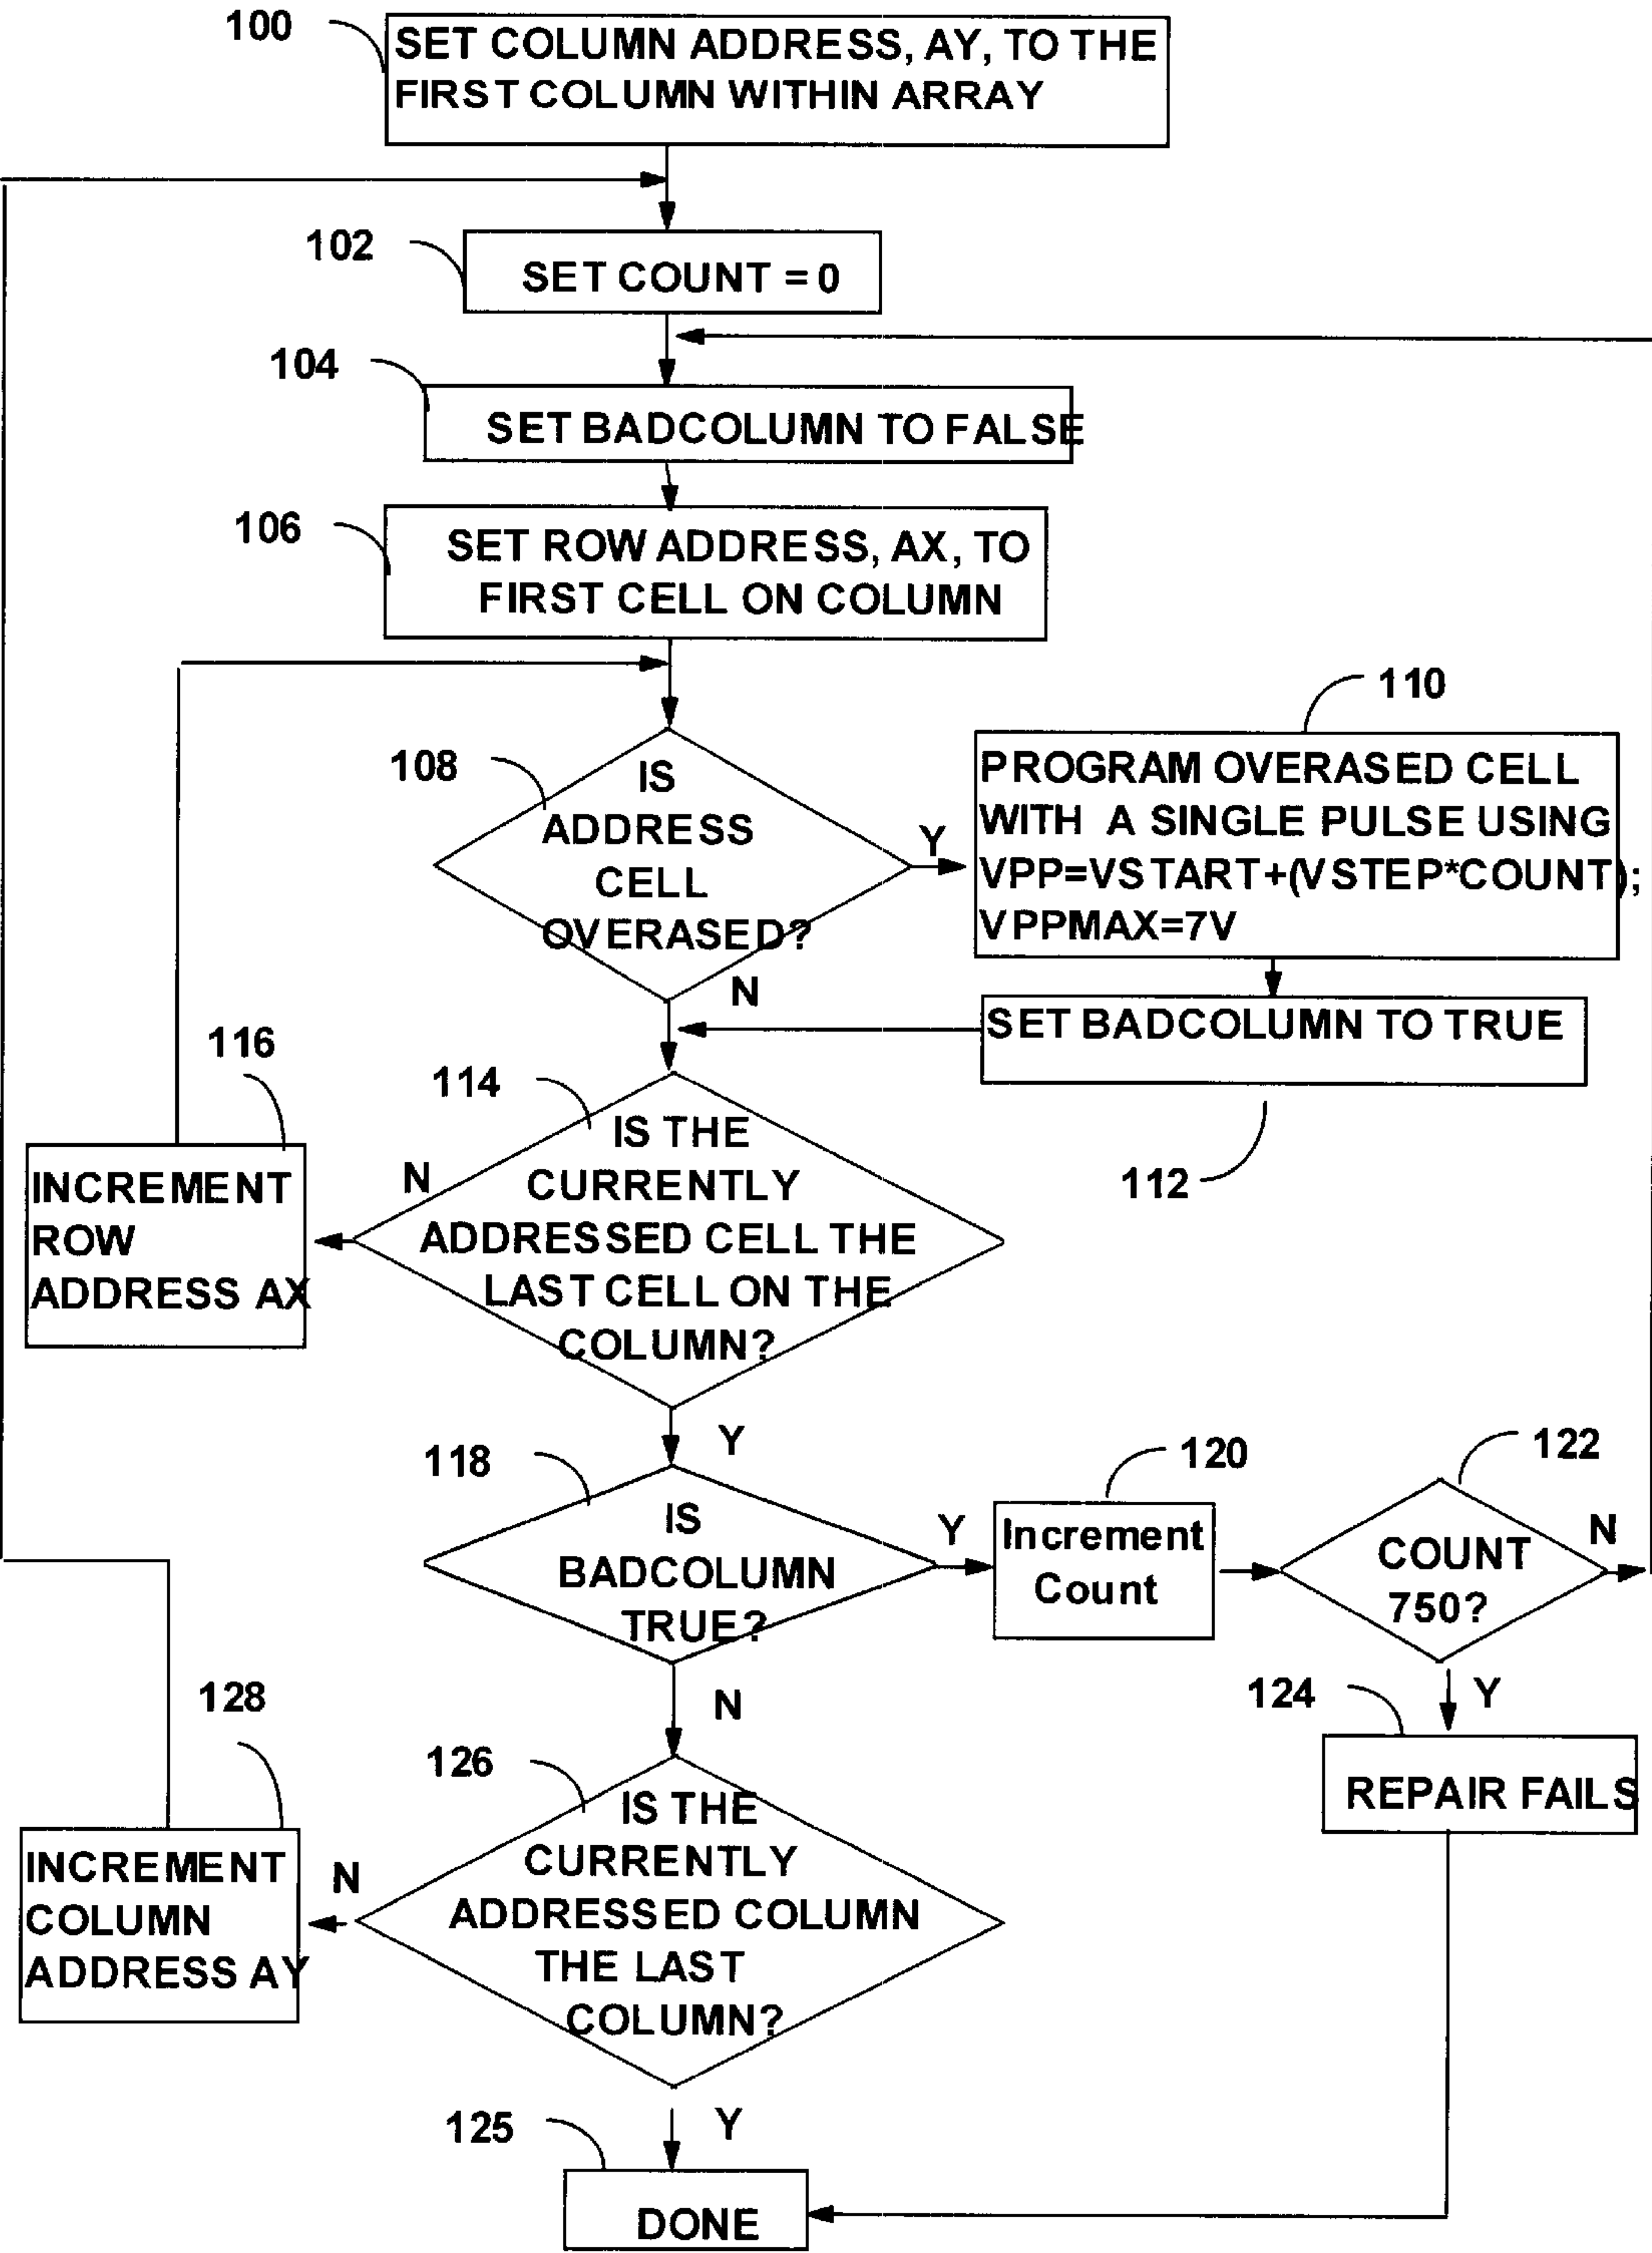 100
SET COLUMN ADDRESS, AY, TO THE
FIRST COLUMN WITHIN ARRAY
102
SET COUNT = 0
104
SET BADCOLUMN TO FALSE
106
SET ROW ADDRESS, AX, TO
FIRST CELL ON COLUMN
108
IS
ADDRESS
CELL
OVERASED?
Y
N
110
PROGRAM OVERASED CELL
WITH A SINGLE PULSE USING
VPP=VSTART+(VSTEP*COUNT);
VPPMAX=7V
SET BADCOLUMN TO TRUE
112
116
INCREMENT
ROW
ADDRESS AX
114
N
IS THE
CURRENTLY
ADDRESSED CELL THE
LAST CELL ON THE
COLUMN?
Y
118
IS
BADCOLUMN
TRUE?
Y
N
120
Increment
Count
122
COUNT
750?
N
Y
124
REPAIR FAILS
126
IS THE
CURRENTLY
ADDRESSED COLUMN
THE LAST
COLUMN?
N
Y
128
INCREMENT
COLUMN
ADDRESS AY
125
DONE